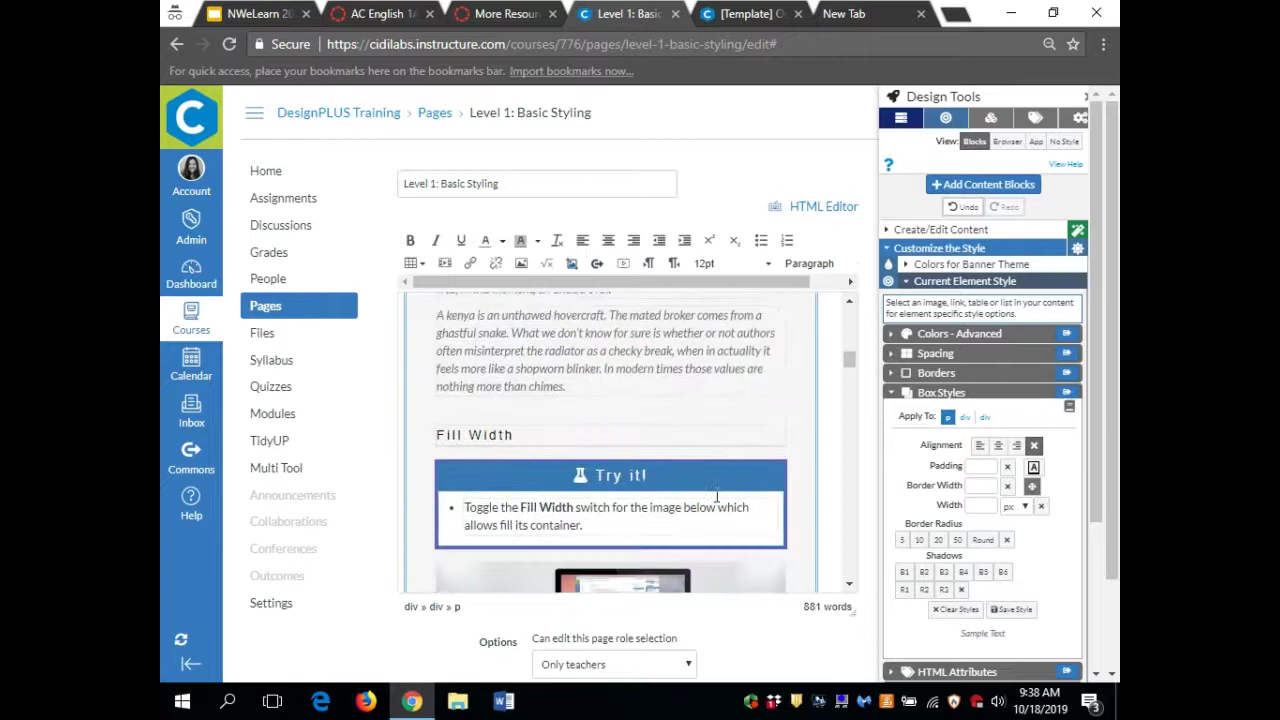 NWeLearn 20
AC English 1A
More Resour
Level 1: Basic
[Template] O
New Tab
Secure https://cidilabs.instructure.com/courses/776/pages/level-1-basic-styling/edit#
For quick access, place your bookmarks here on the bookmarks bar. Import bookmarks now...
Account
Admin
Dashboard
Courses
Calendar
Inbox
Commons
Help
DesignPLUS Training > Pages > Level 1: Basic Styling
Home
Assignments
Discussions
Grades
People
Pages
Files
Syllabus
Quizzes
Modules
TidyUP
Multi Tool
Announcements
Collaborations
Conferences
Outcomes
Settings
Level 1: Basic Styling
HTML Editor
12pt Paragraph
A kenya is an unthawed hovercraft. The mated broker comes from a
ghastful snake. What we don't know for sure is whether or not authors
often misinterpret the radiator as a checky break, when in actuality it
feels more like a shopworn blinker. In modern times those values are
nothing more than chimes.
Fill Width
Try it!
Toggle the Fill Width switch for the image below which
allows fill its container.
div » div » p 881 words
Options
Can edit this page role selection
Only teachers
Design Tools
View: Blocks Browser App No Style
View Help
Add Content Blocks
Undo Redo
Create/Edit Content
Customize the Style
Colors for Banner Theme
Current Element Style
Select an image, link, table or list in your content
for element specific style options.
Colors - Advanced
Spacing
Borders
Box Styles
Apply To: p div div
Alignment
Padding
Border Width
Width px
Border Radius
5 10 20 50 Round
Shadows
B1 B2 B3 B4 B5 B6
R1 R2 R3
Clear Styles Save Style
Sample Text
HTML Attributes
9:38 AM
10/18/2019